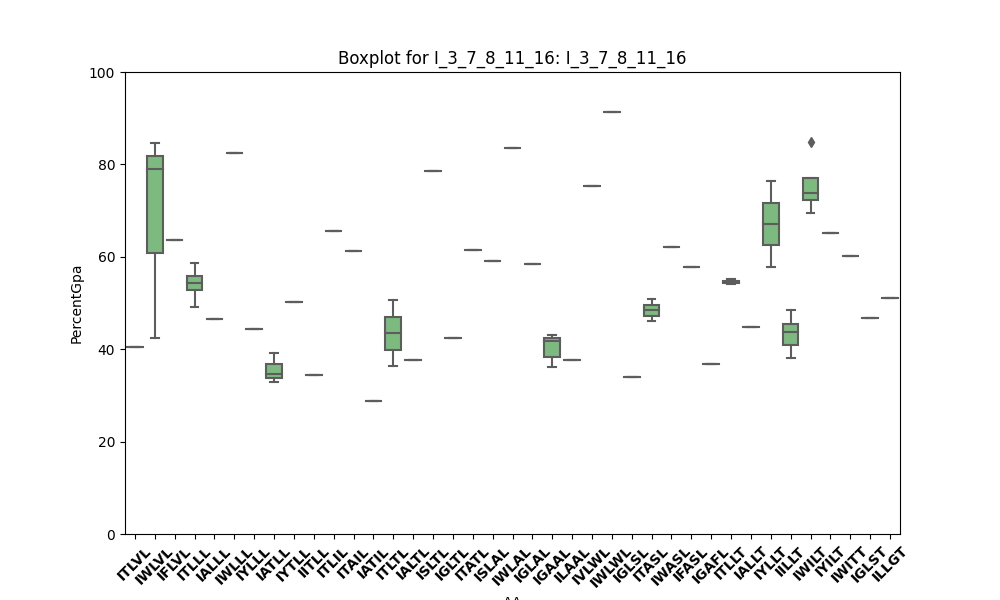 Boxplot for I_3_7_8_11_16: I_3_7_8_11_16
PercentGpa
100
80
60
40
20
0
ITLVL
IWLVL
IFLVL
ITLLL
IALLL
IWLLL
IYLLL
IATLL
IYTLL
IITLL
ITLIL
ITAIL
IATIL
ITLTL
IALTL
ISLTL
IGLTL
ITATL
ISLAL
IWLAL
IGLAL
IGAAL
ILAAL
IVLWL
IWLWL
IGLSL
ITASL
IWASL
IFASL
IGAFL
ITLLT
IALLT
IYLLT
IILLT
IWILT
IYILT
IWITT
IGLST
ILLGT